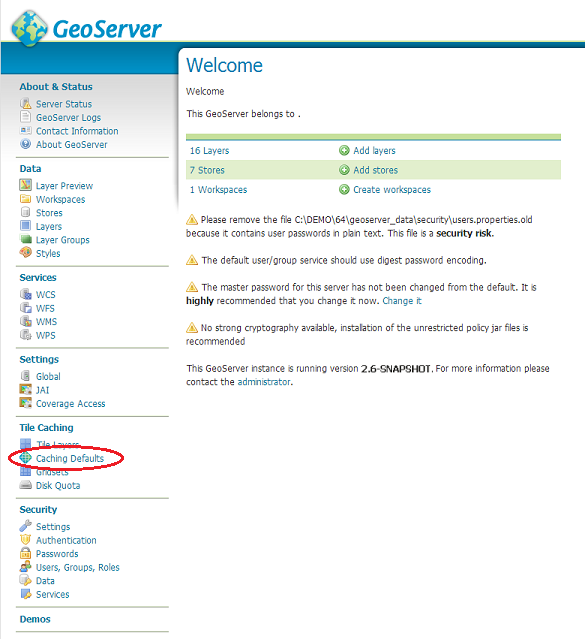 GeoServer
About & Status
Server Status
GeoServer Logs
Contact Information
About GeoServer
Data
Layer Preview
Workspaces
Stores
Layers
Layer Groups
Styles
Services
WCS
WFS
WMS
WPS
Settings
Global
JAI
Coverage Access
Tile Caching
Tile Layers
Caching Defaults
Gridsets
Disk Quota
Security
Settings
Authentication
Passwords
Users, Groups, Roles
Data
Services
Demos
Welcome
Welcome
This GeoServer belongs to .
16 Layers Add layers
7 Stores Add stores
1 Workspaces Create workspaces
Please remove the file C:\DEMO\64\geoserver_data\security\users.properties.old
because it contains user passwords in plain text. This file is a security risk.
The default user/group service should use digest password encoding.
The master password for this server has not been changed from the default. It is
highly recommended that you change it now. Change it
No strong cryptography available, installation of the unrestricted policy jar files is
recommended
This GeoServer instance is running version 2.6-SNAPSHOT. For more information please
contact the administrator.